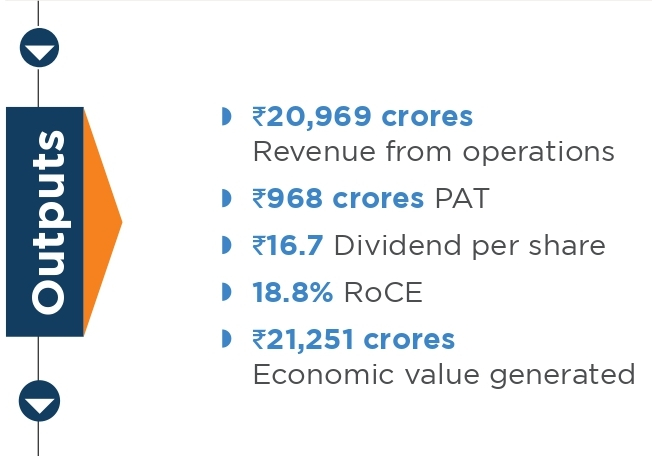 Outputs
₹20,969 crores
Revenue from operations
₹968 crores PAT
₹16.7 Dividend per share
18.8% RoCE
₹21,251 crores
Economic value generated